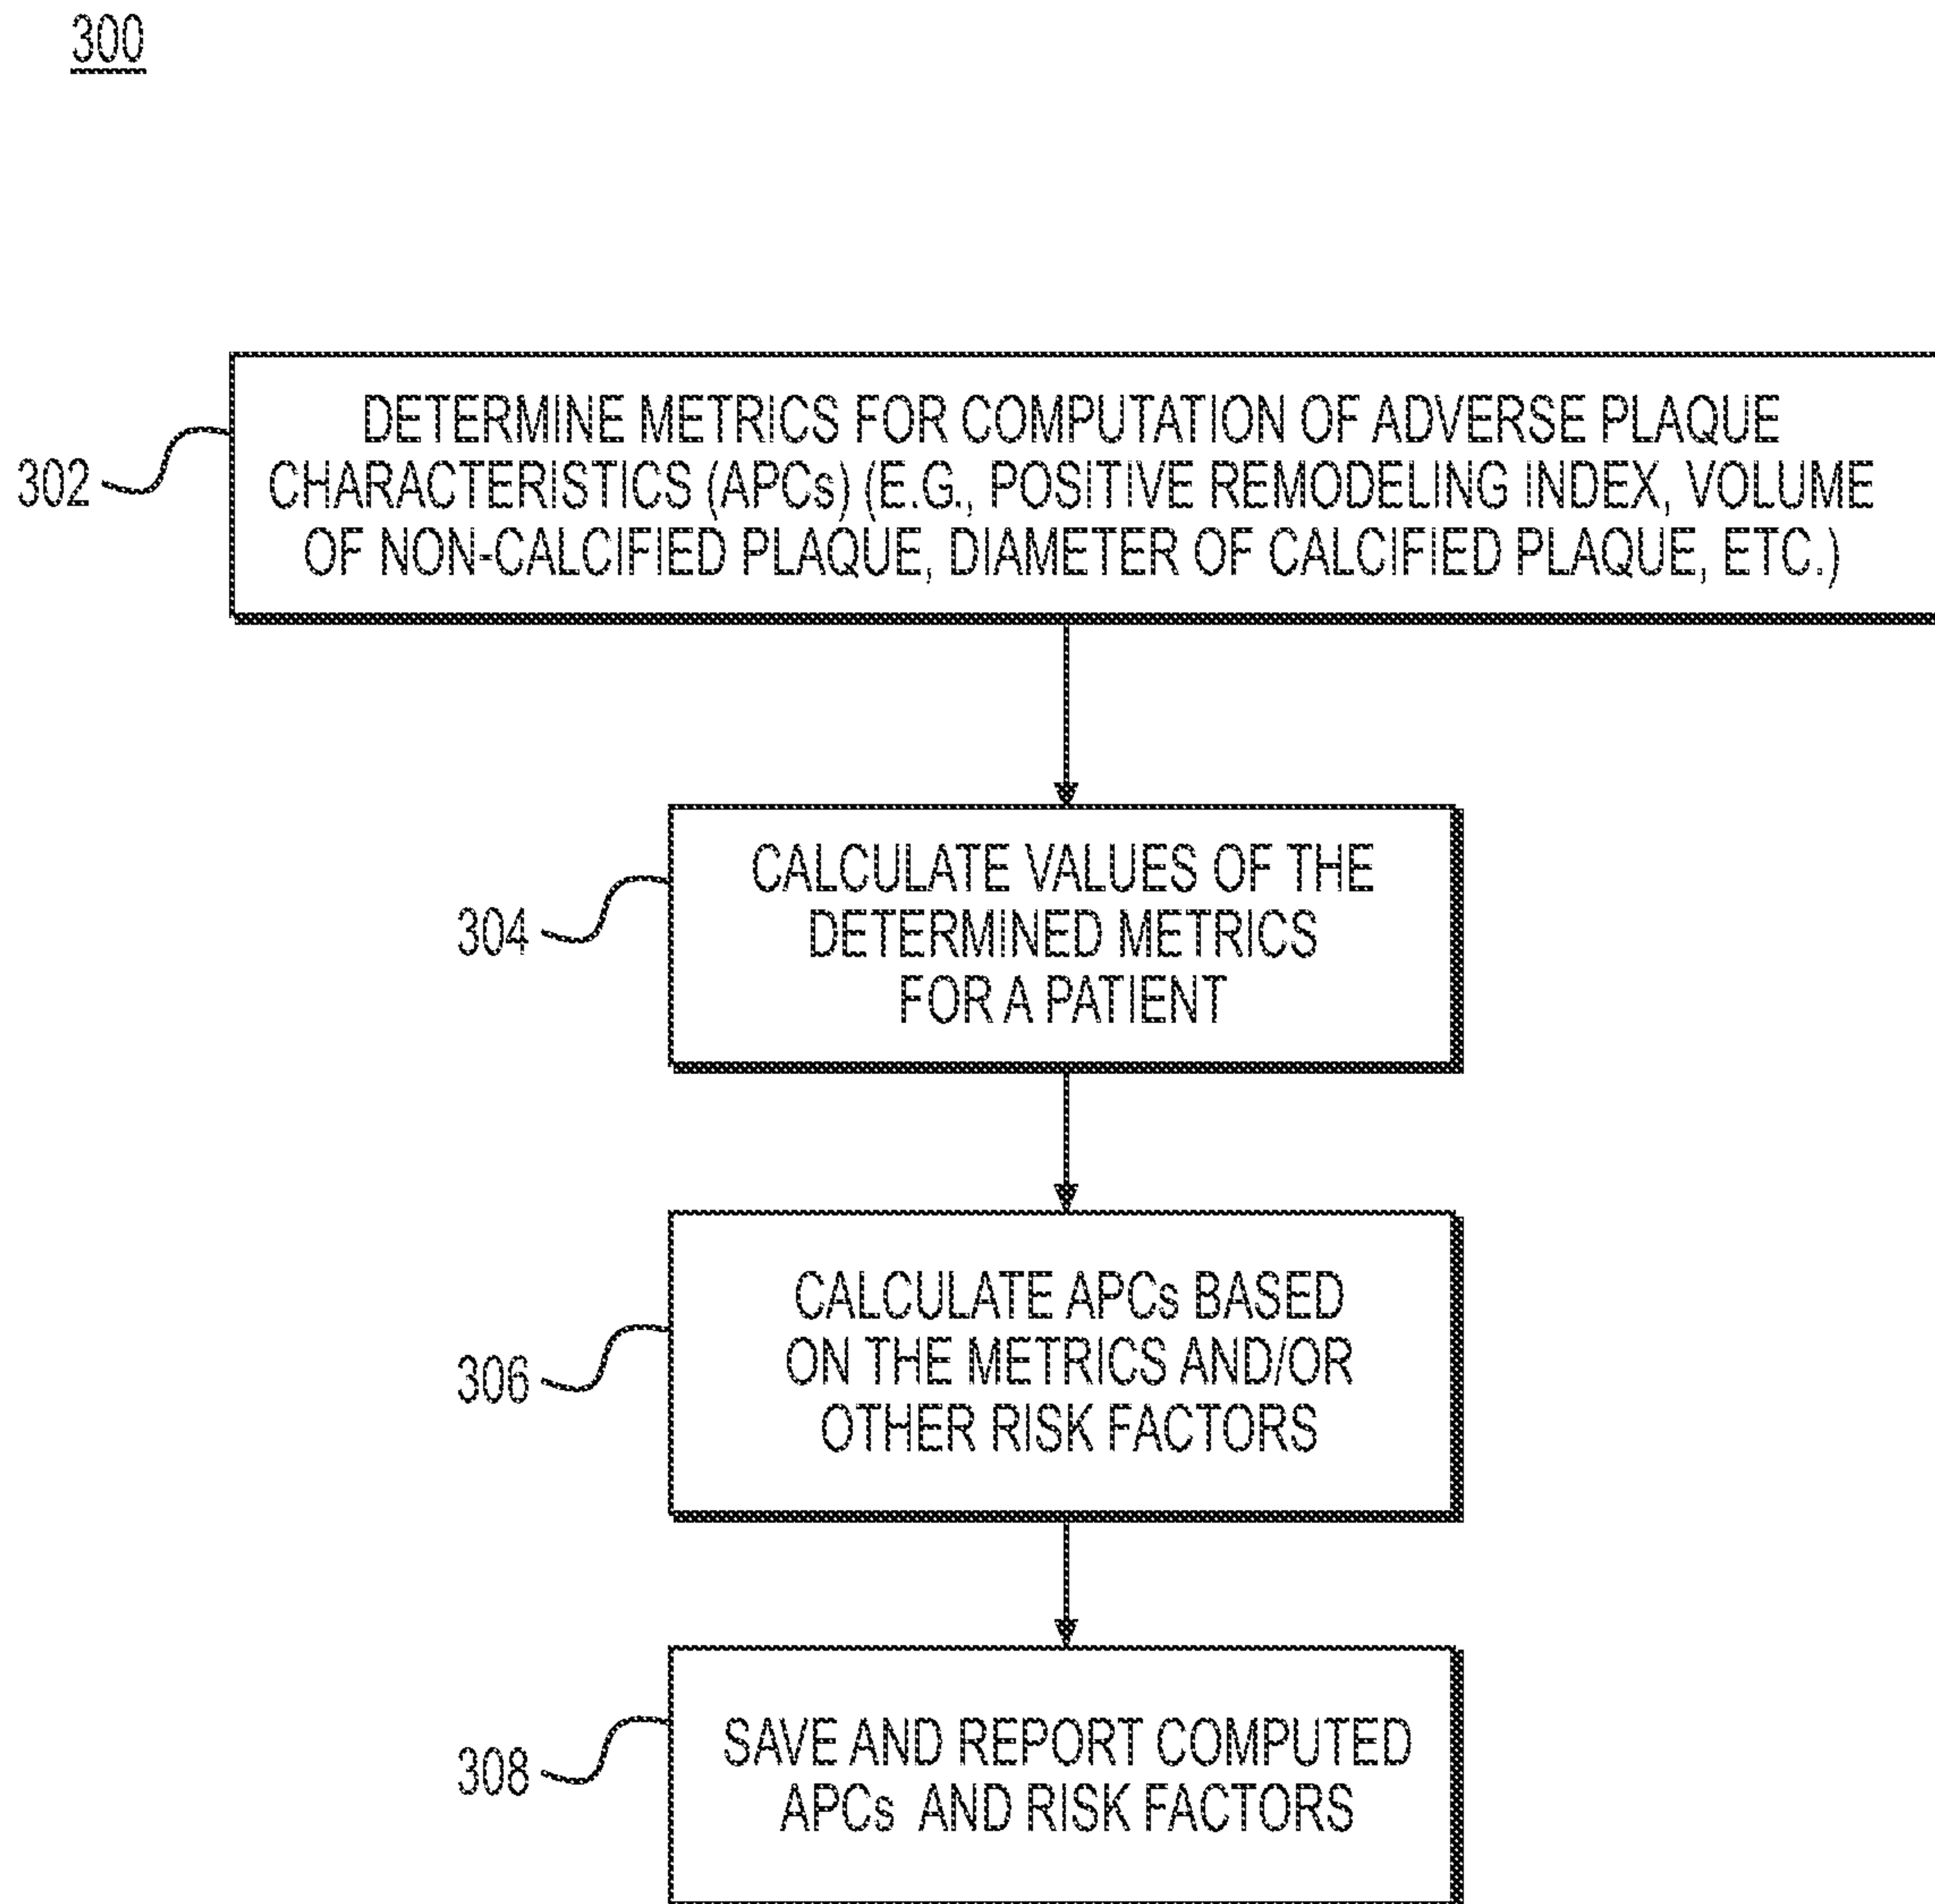 300
302
DETERMINE METRICS FOR COMPUTATION OF ADVERSE PLAQUE
CHARACTERISTICS (APCs) (E.G., POSITIVE REMODELING INDEX, VOLUME
OF NON-CALCIFIED PLAQUE, DIAMETER OF CALCIFIED PLAQUE, ETC.)
304
CALCULATE VALUES OF THE
DETERMINED METRICS
FOR A PATIENT
306
CALCULATE APCs BASED
ON THE METRICS AND/OR
OTHER RISK FACTORS
308
SAVE AND REPORT COMPUTED
APCs AND RISK FACTORS